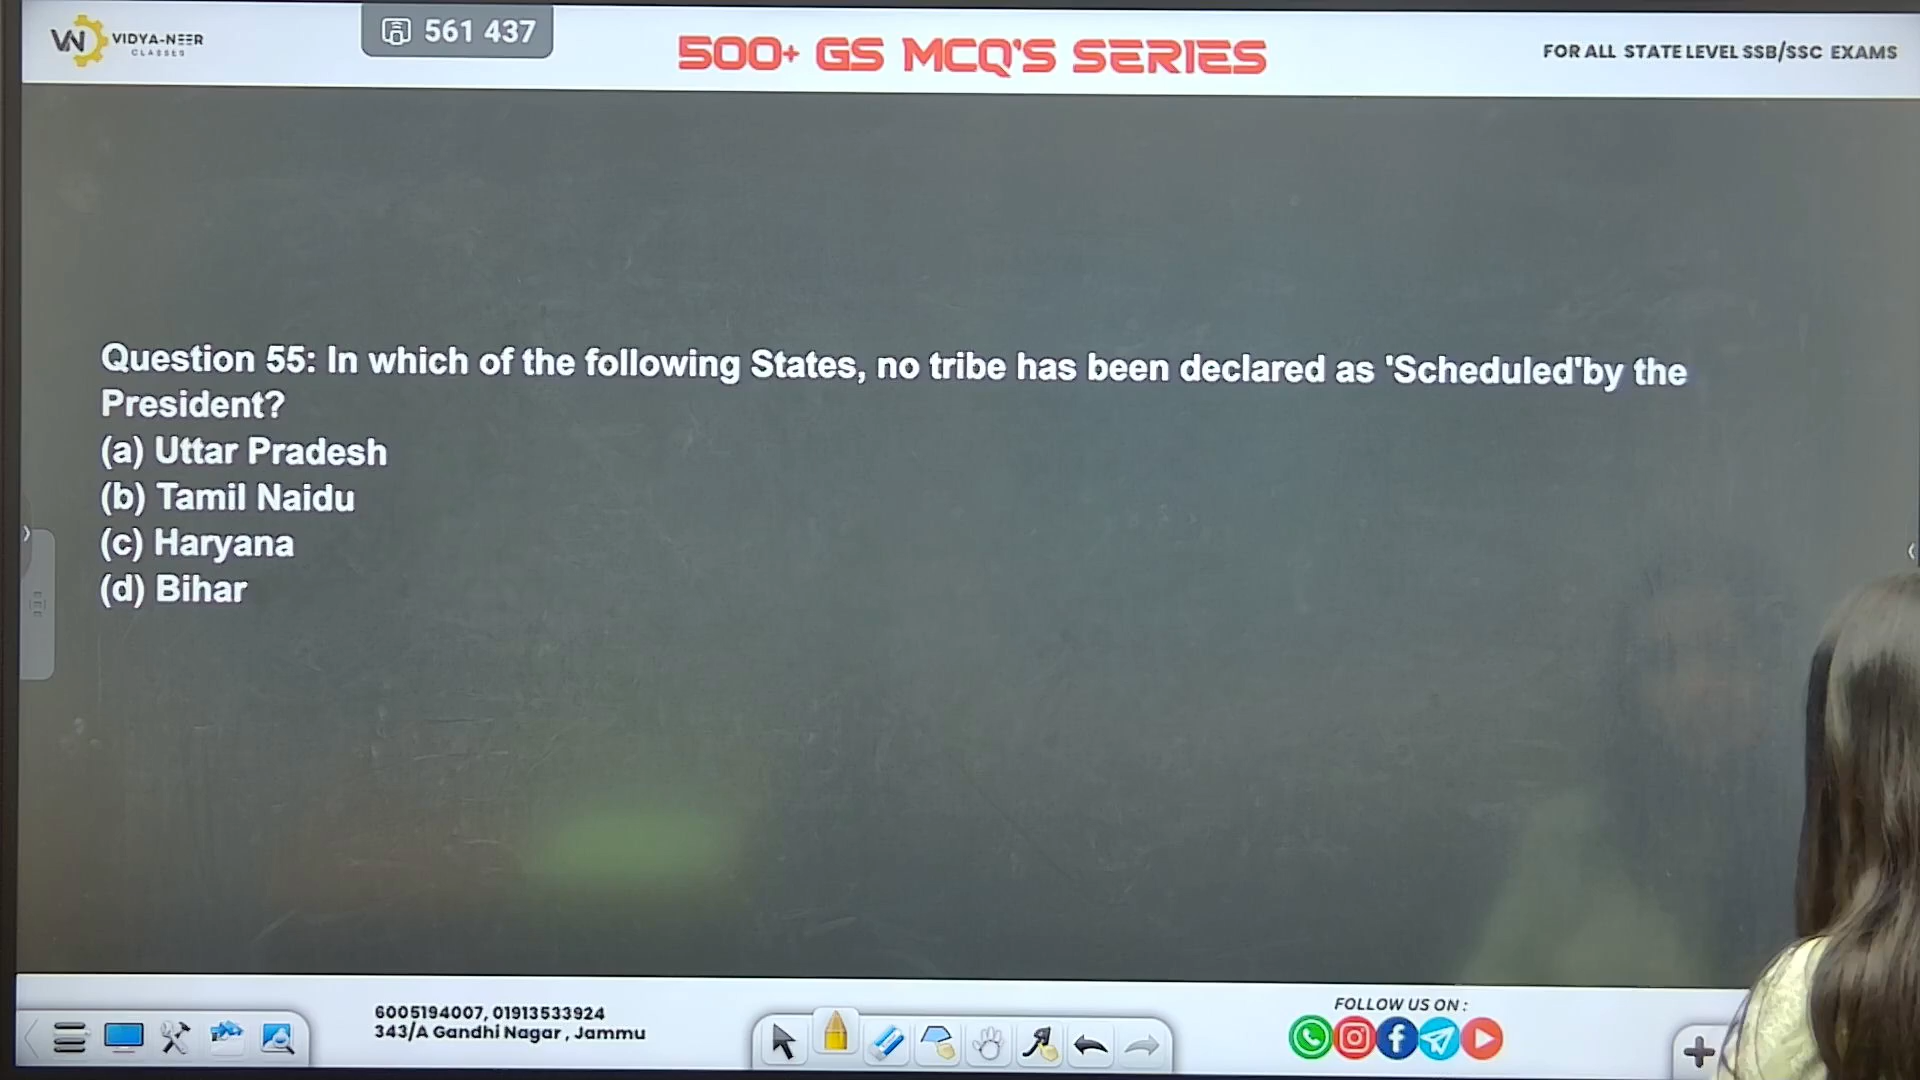 VN VIDYA-NEER
CLASSES
561 437
500+ GS MCQ'S SERIES
FOR ALL STATE LEVEL SSB/SSC EXAMS
Question 55: In which of the following States, no tribe has been declared as 'Scheduled'by the
President?
(a) Uttar Pradesh
(b) Tamil Naidu
(c) Haryana
(d) Bihar
6005194007, 01913533924
343/A Gandhi Nagar, Jammu
FOLLOW US ON :